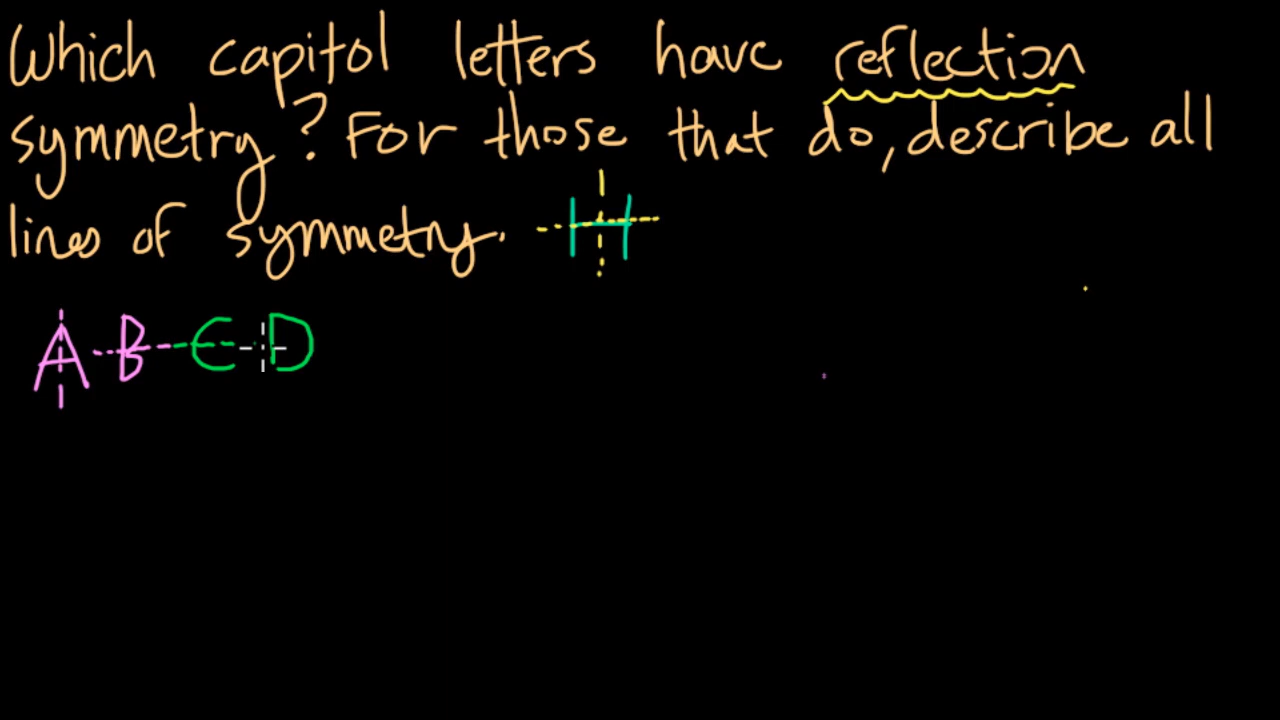 Which capitol letters have reflection
symmetry? For those that do, describe all
lines of symmetry. H
A B C D